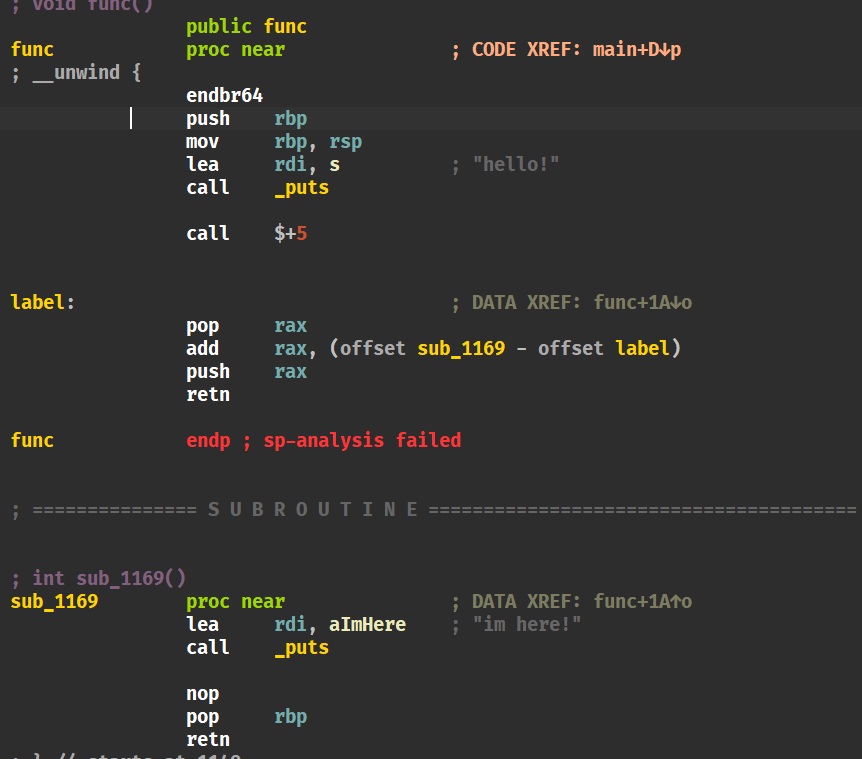 ; void func()
public func
func proc near ; CODE XREF: main+D↓p
; __unwind {
endbr64
push rbp
mov rbp, rsp
lea rdi, s ; "hello!"
call _puts
call $+5
label: ; DATA XREF: func+1A↓o
pop rax
add rax, (offset sub_1169 - offset label)
push rax
retn
func endp ; sp-analysis failed
; =============== S U B R O U T I N E =======================================
; int sub_1169()
sub_1169 proc near ; DATA XREF: func+1A↑o
lea rdi, aImHere ; "im here!"
call _puts
nop
pop rbp
retn
; } // starts at 1149